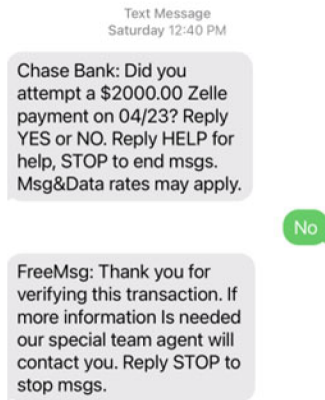 Text Message
Saturday 12:40 PM
Chase Bank: Did you
attempt a $2000.00 Zelle
payment on 04/23? Reply
YES or NO. Reply HELP for
help, STOP to end msgs.
Msg&Data rates may apply.
No
FreeMsg: Thank you for
verifying this transaction. If
more information Is needed
our special team agent will
contact you. Reply STOP to
stop msgs.